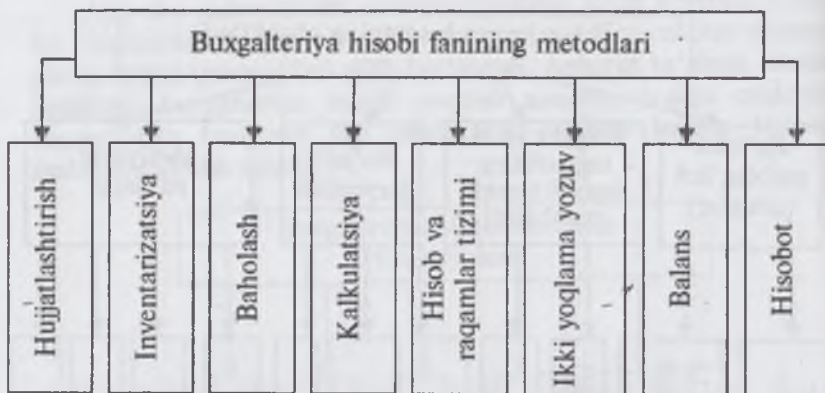 Buxgalteriya hisobi fanining metodlari
Hujjatlashtirish
Inventarizatsiya
Baholash
Kalkulatsiya
Hisob va
raqamlar tizimi
Ikki yoqlama yozuv
Balans
Hisobot